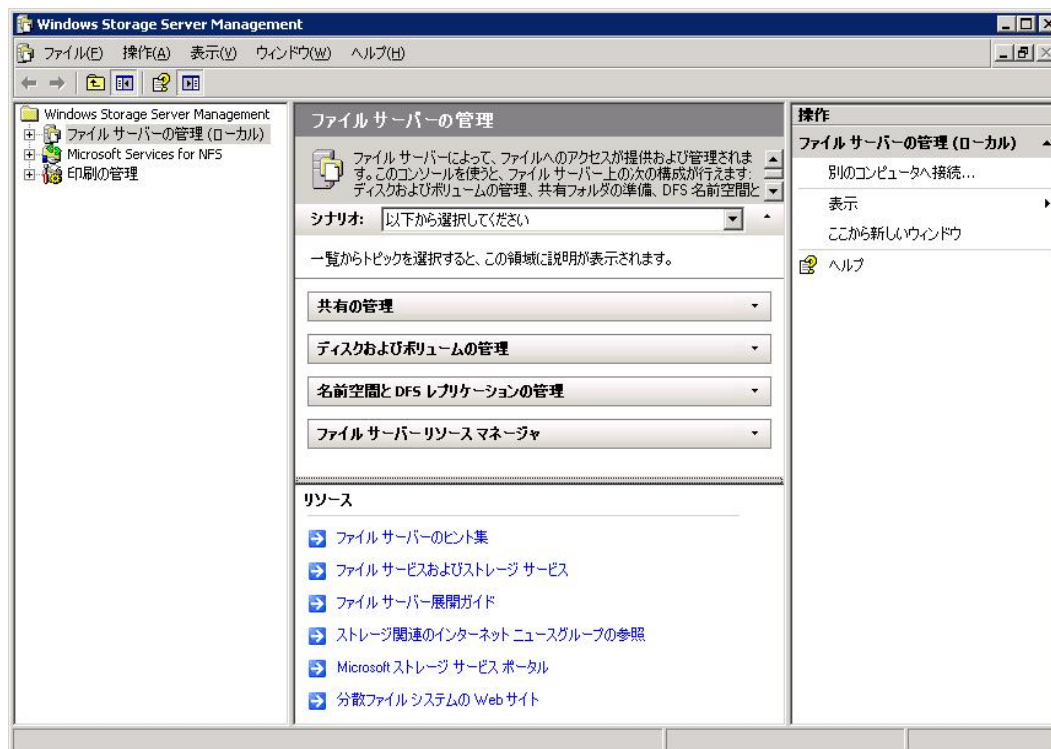 Windows Storage Server Management
ファイル(F) 操作(A) 表示(V) ウィンドウ(W) ヘルプ(H)
Windows Storage Server Management
ファイル サーバーの管理 (ローカル)
Microsoft Services for NFS
印刷の管理
ファイル サーバーの管理
ファイル サーバーによって、ファイルへのアクセスが提供および管理されま
す。このコンソールを使うと、ファイル サーバー上の次の構成が行えます:
ディスクおよびボリュームの管理、共有フォルダの準備、DFS 名前空間と
シナリオ: 以下から選択してください
一覧からトピックを選択すると、この領域に説明が表示されます。
共有の管理
ディスクおよびボリュームの管理
名前空間と DFS レプリケーションの管理
ファイル サーバー リソース マネージャ
リソース
ファイル サーバーのヒント集
ファイル サービスおよびストレージ サービス
ファイル サーバー展開ガイド
ストレージ関連のインターネット ニュースグループの参照
Microsoft ストレージ サービス ポータル
分散ファイル システムの Web サイト
操作
ファイル サーバーの管理 (ローカル)
別のコンピュータへ接続...
表示
ここから新しいウィンドウ
ヘルプ